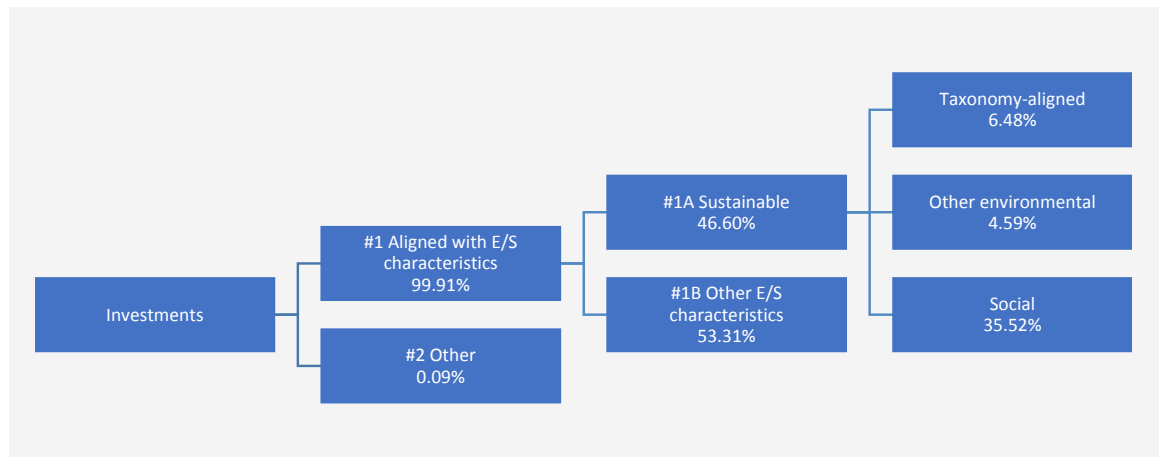 Investments
#1 Aligned with E/S
characteristics
99.91%
#2 Other
0.09%
#1A Sustainable
46.60%
#1B Other E/S
characteristics
53.31%
Taxonomy-aligned
6.48%
Other environmental
4.59%
Social
35.52%